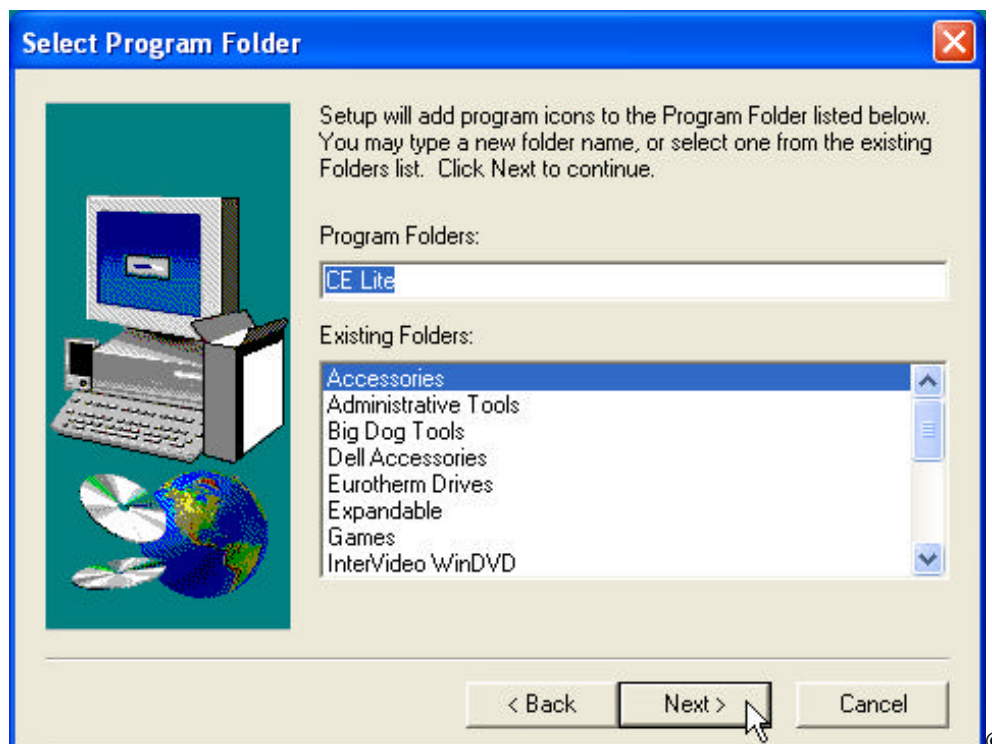 Select Program Folder
Setup will add program icons to the Program Folder listed below.
You may type a new folder name, or select one from the existing
Folders list.  Click Next to continue.
Program Folders:
CE Lite
Existing Folders:
Accessories
Administrative Tools
Big Dog Tools
Dell Accessories
Eurotherm Drives
Expandable
Games
InterVideo WinDVD
< Back
Next >
Cancel